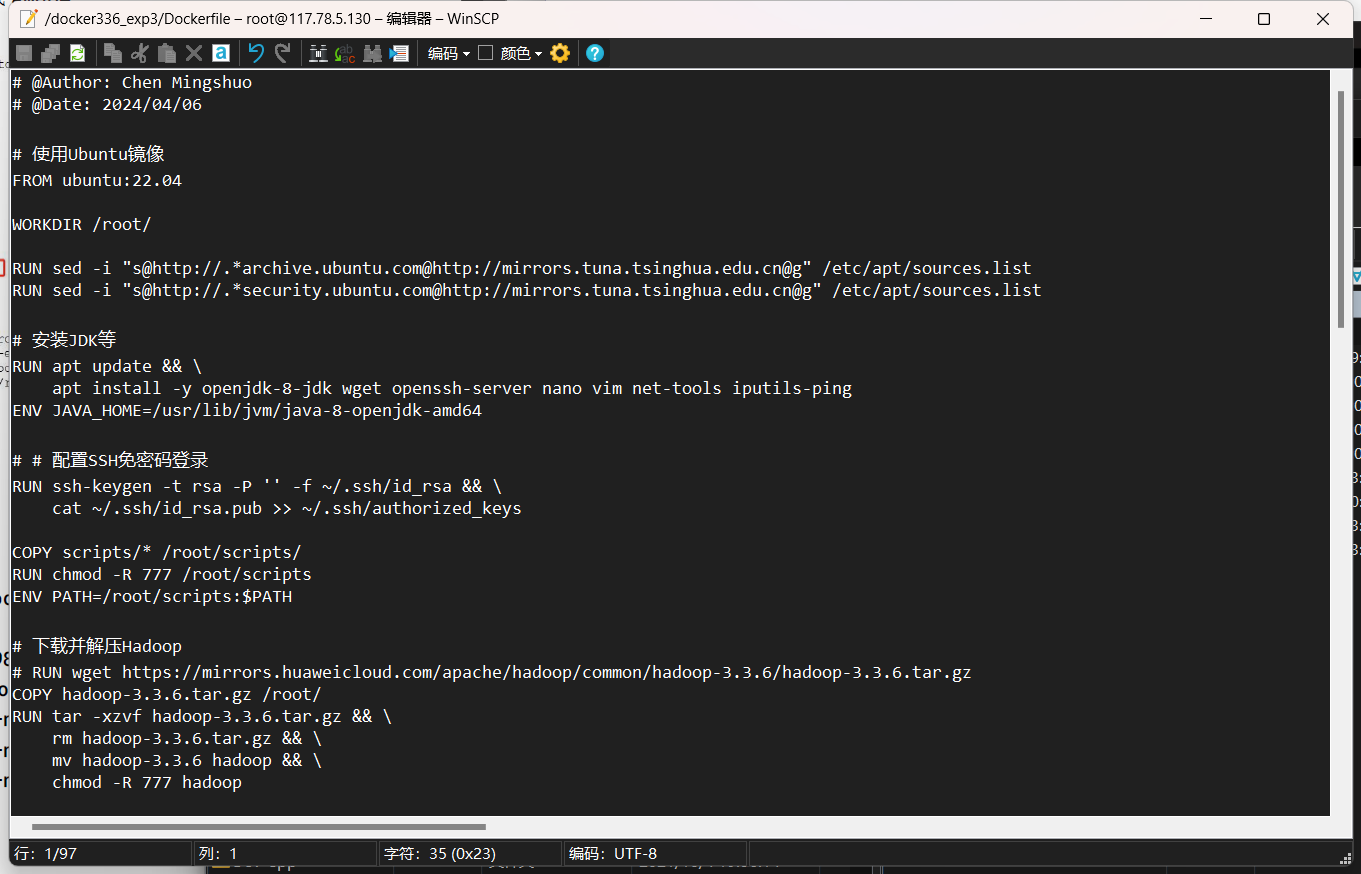 /docker336_exp3/Dockerfile – root@117.78.5.130 – 编辑器 – WinSCP
编码 颜色
# @Author: Chen Mingshuo
# @Date: 2024/04/06
# 使用Ubuntu镜像
FROM ubuntu:22.04
WORKDIR /root/
RUN sed -i "s@http://.*archive.ubuntu.com@http://mirrors.tuna.tsinghua.edu.cn@g" /etc/apt/sources.list
RUN sed -i "s@http://.*security.ubuntu.com@http://mirrors.tuna.tsinghua.edu.cn@g" /etc/apt/sources.list
# 安装JDK等
RUN apt update && \
    apt install -y openjdk-8-jdk wget openssh-server nano vim net-tools iputils-ping
ENV JAVA_HOME=/usr/lib/jvm/java-8-openjdk-amd64
# # 配置SSH免密码登录
RUN ssh-keygen -t rsa -P '' -f ~/.ssh/id_rsa && \
    cat ~/.ssh/id_rsa.pub >> ~/.ssh/authorized_keys
COPY scripts/* /root/scripts/
RUN chmod -R 777 /root/scripts
ENV PATH=/root/scripts:$PATH
# 下载并解压Hadoop
# RUN wget https://mirrors.huaweicloud.com/apache/hadoop/common/hadoop-3.3.6/hadoop-3.3.6.tar.gz
COPY hadoop-3.3.6.tar.gz /root/
RUN tar -xzvf hadoop-3.3.6.tar.gz && \
    rm hadoop-3.3.6.tar.gz && \
    mv hadoop-3.3.6 hadoop && \
    chmod -R 777 hadoop
行: 1/97 列: 1 字符: 35 (0x23) 编码: UTF-8